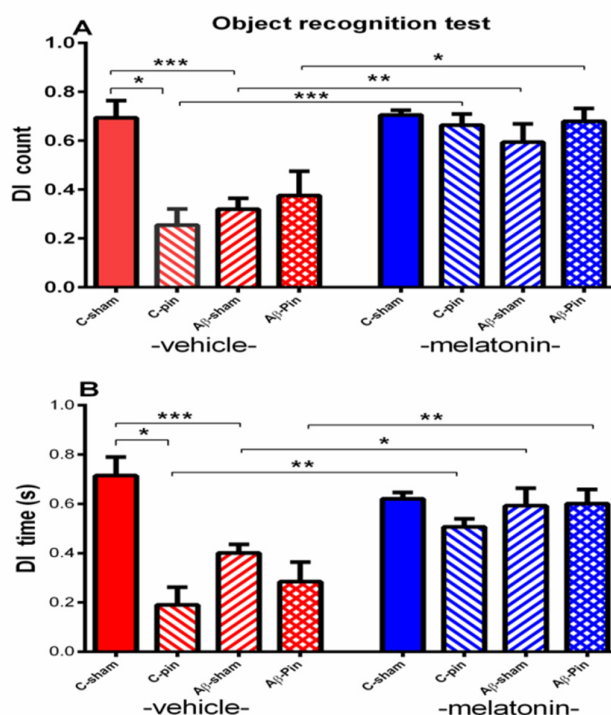 A Object recognition test
***
*
***
**
*
DI count
1.0
0.8
0.6
0.4
0.2
0.0
C-sham C-pin Aβ-sham Aβ-Pin C-sham C-pin Aβ-sham Aβ-Pin
-vehicle- -melatonin-
B
***
*
**
*
**
DI time (s)
1.0
0.8
0.6
0.4
0.2
0.0
C-sham C-pin Aβ-sham Aβ-Pin C-sham C-pin Aβ-sham Aβ-Pin
-vehicle- -melatonin-